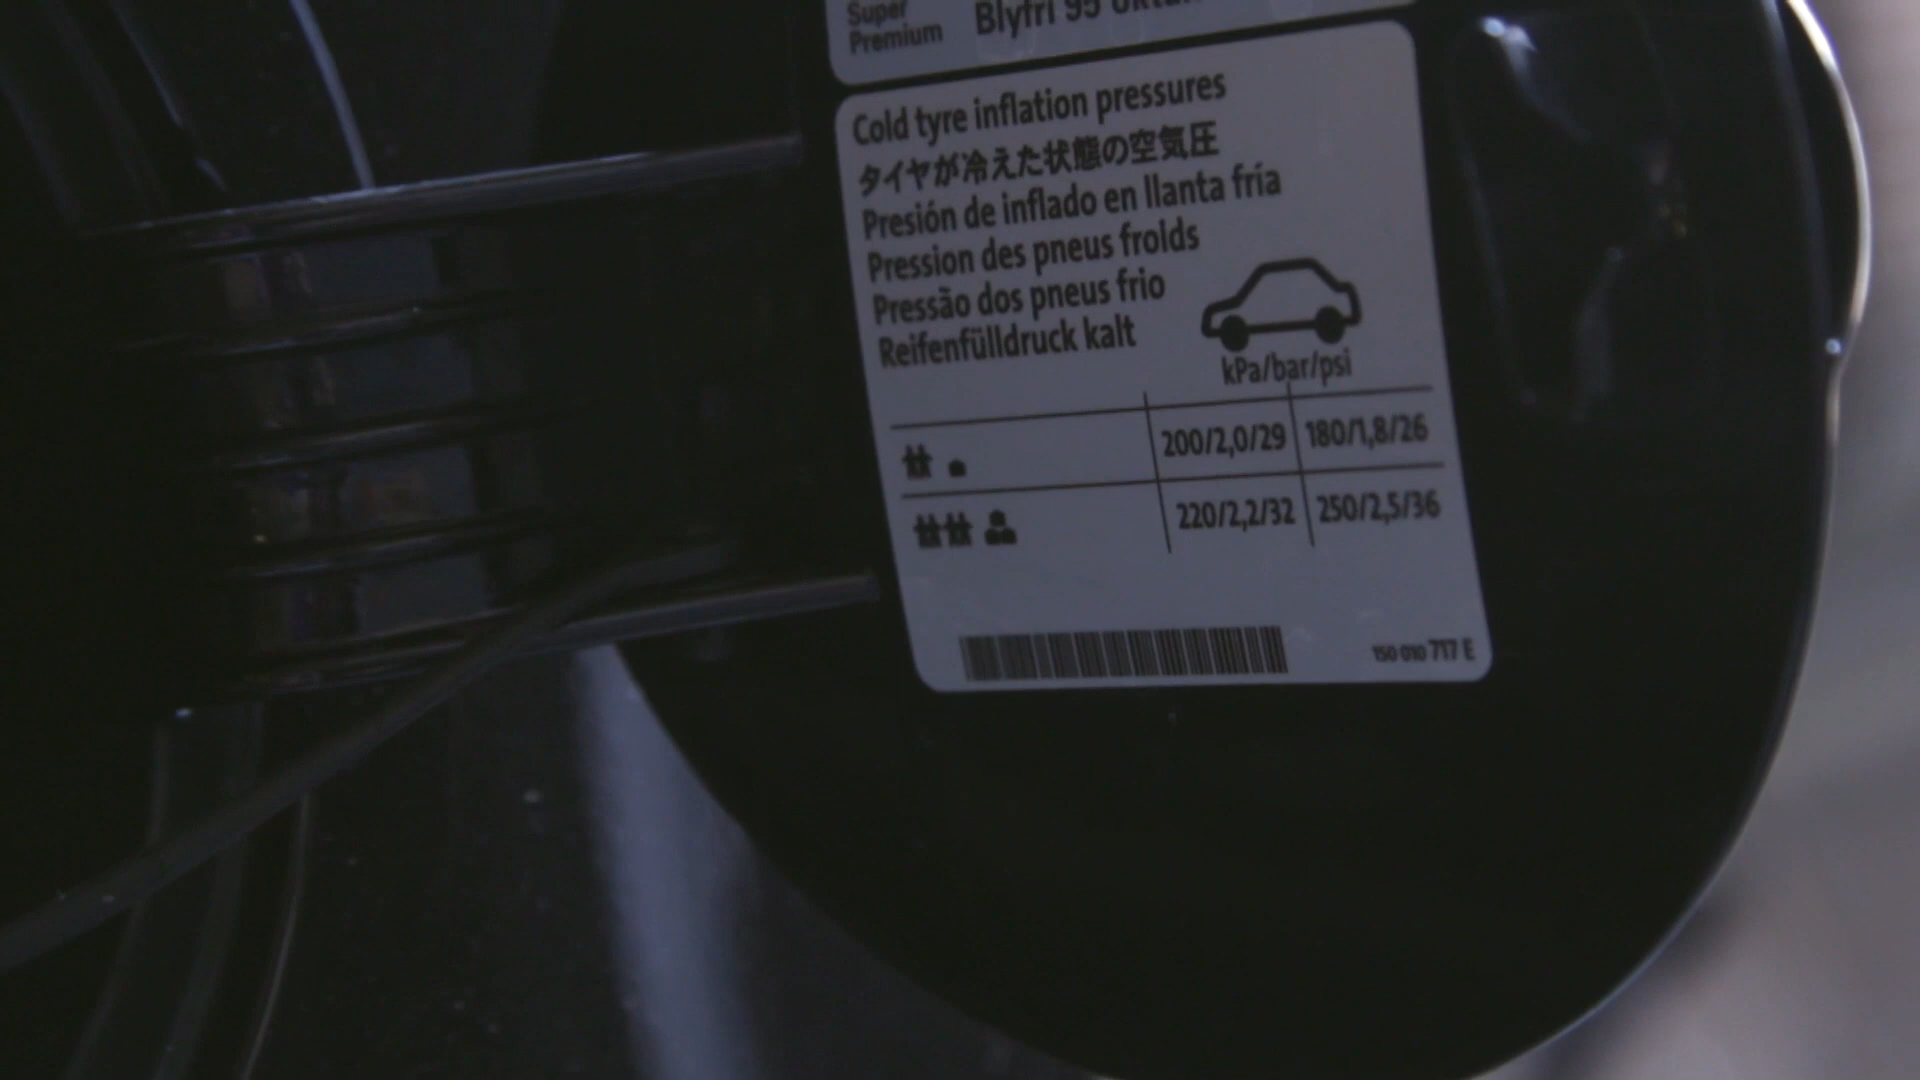 Super
Premium
Blyfri 95
Cold tyre inflation pressures
タイヤが冷えた状態の空気圧
Presión de inflado en llanta fría
Pression des pneus froids
Pressão dos pneus frio
Reifenfülldruck kalt
kPa/bar/psi
200/2,0/29 180/1,8/26
220/2,2/32 250/2,5/36
150 010 717 E